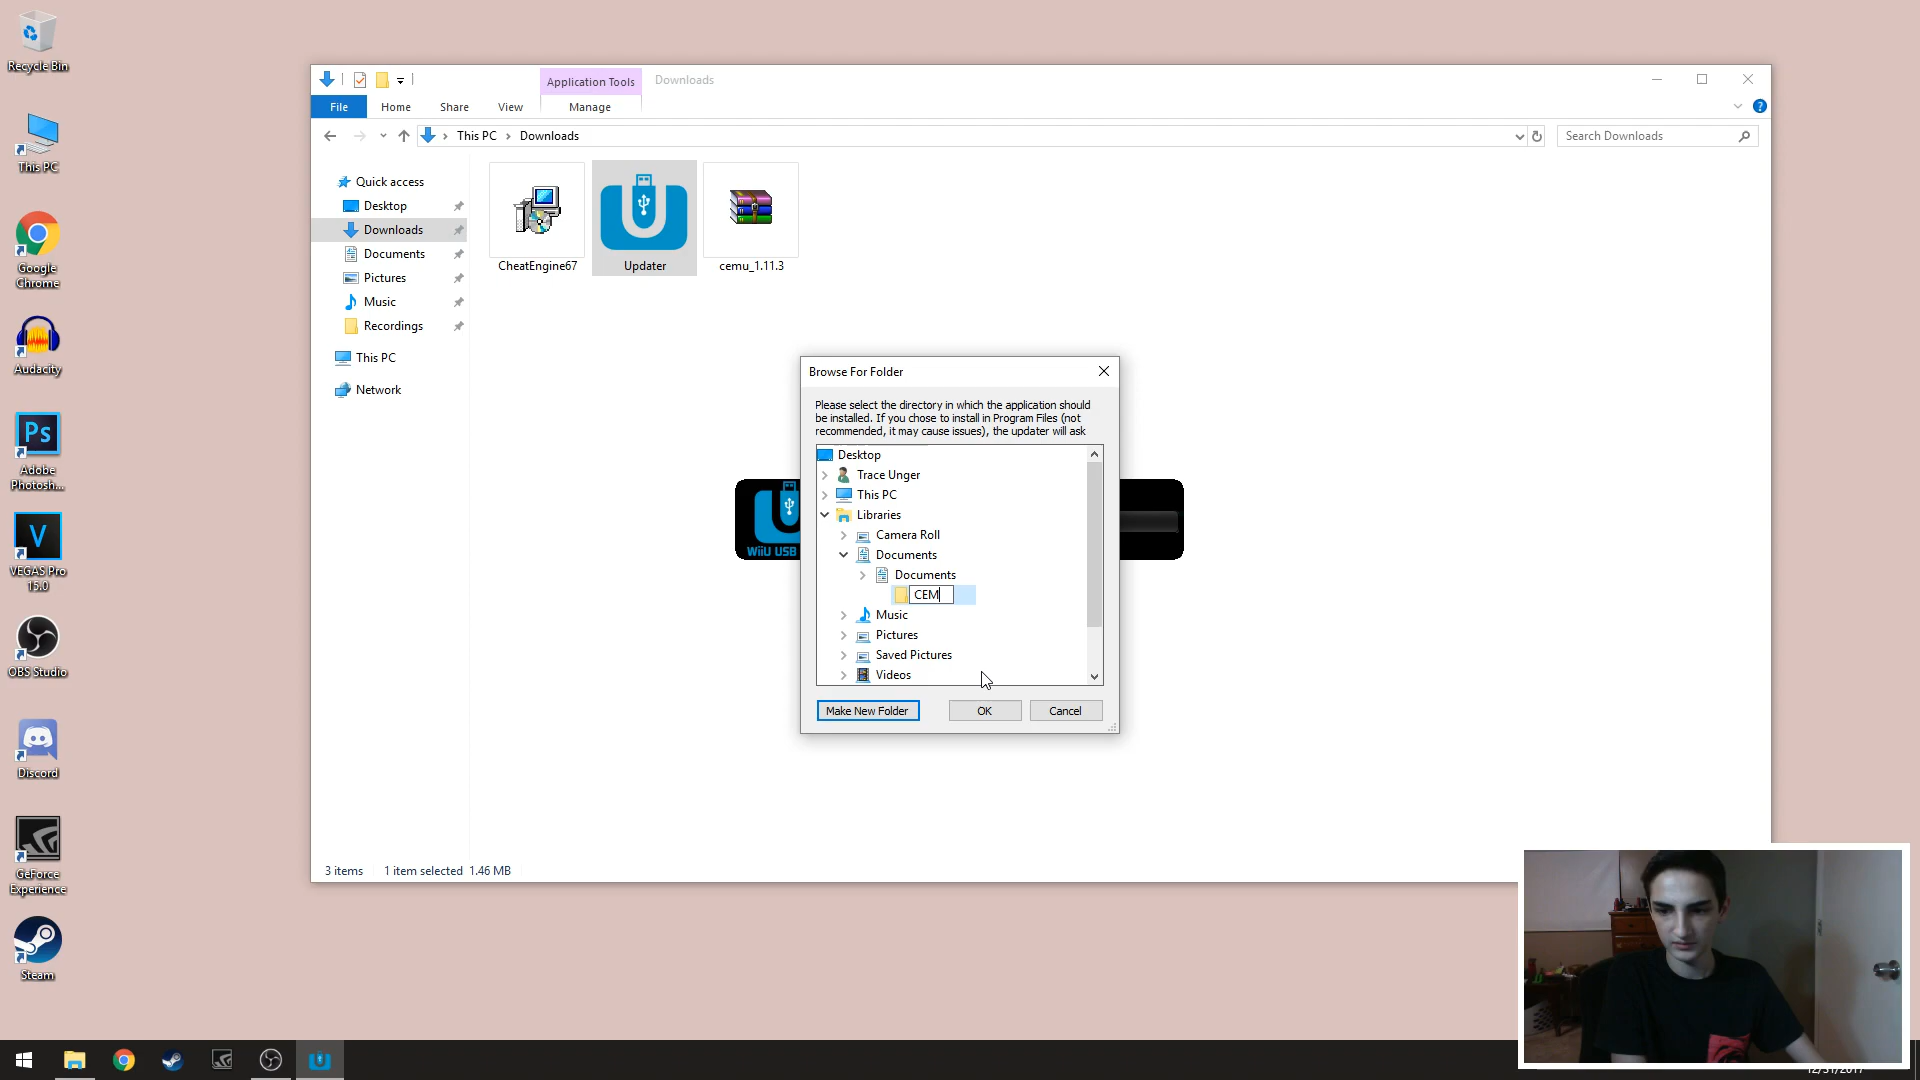 Recycle Bin
This PC
Google
Chrome
Audacity
Ps
Adobe
Photosh...
V
VEGAS Pro
15.0
OBS Studio
Discord
GeForce
Experience
Steam
Application Tools
Downloads
File
Home
Share
View
Manage
This PC
Downloads
Search Downloads
Quick access
Desktop
Downloads
Documents
Pictures
Music
Recordings
This PC
Network
CheatEngine67
Updater
cemu_1.11.3
WiiU USB
Browse For Folder
Please select the directory in which the application should
be installed. If you chose to install in Program Files (not
recommended, it may cause issues), the updater will ask
Desktop
Trace Unger
This PC
Libraries
Camera Roll
Documents
Documents
CEM
Music
Pictures
Saved Pictures
Videos
Make New Folder
OK
Cancel
3 items
1 item selected 1.46 MB
12/31/2017